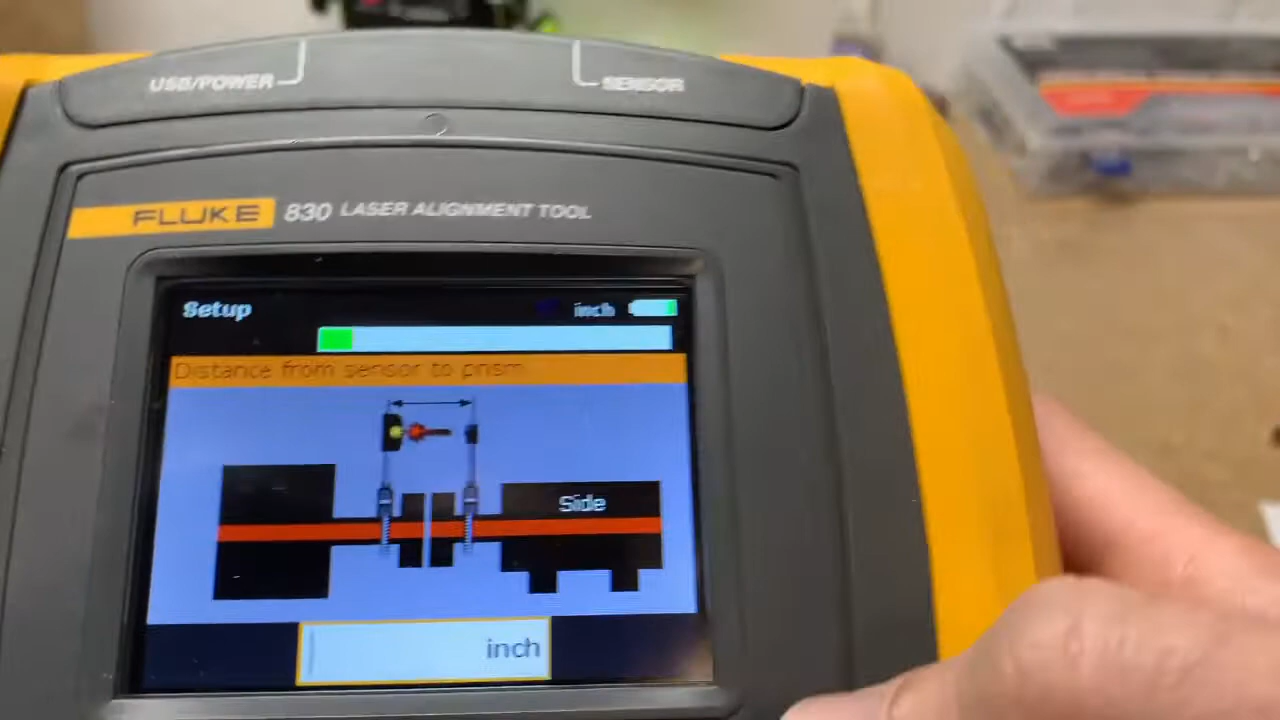 USB/POWER
SENSOR
FLUKE 830 LASER ALIGNMENT TOOL
Setup
inch
Distance from sensor to prism
Side
inch